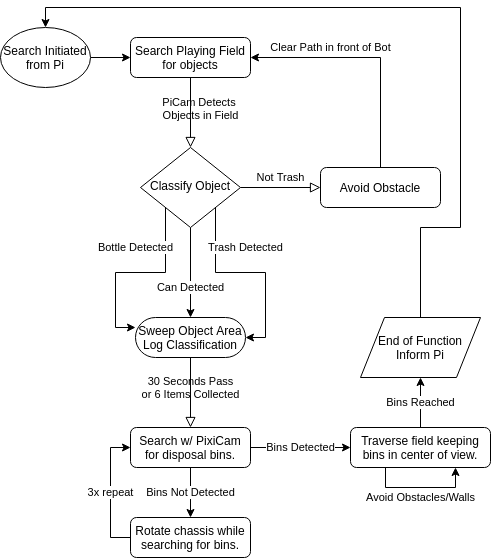 Search Initiated
from Pi
Search Playing Field
for objects
Clear Path in front of Bot
PiCam Detects
Objects in Field
Classify Object
Not Trash
Avoid Obstacle
Bottle Detected
Trash Detected
Can Detected
Sweep Object Area
Log Classification
End of Function
Inform Pi
30 Seconds Pass
or 6 Items Collected
Bins Reached
Search w/ PixiCam
for disposal bins.
Bins Detected
Traverse field keeping
bins in center of view.
3x repeat
Bins Not Detected
Avoid Obstacles/Walls
Rotate chassis while
searching for bins.